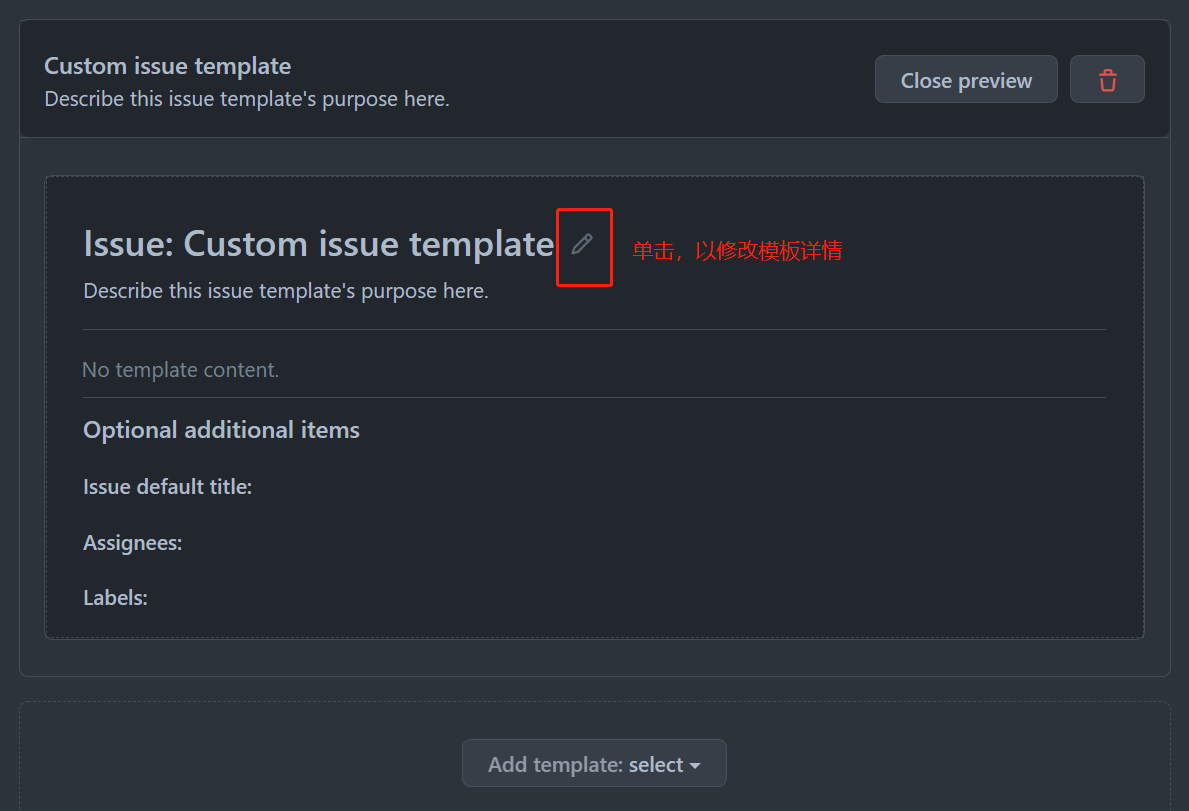 Custom issue template
Describe this issue template's purpose here.
Close preview
Issue: Custom issue template
单击，以修改模板详情
Describe this issue template's purpose here.
No template content.
Optional additional items
Issue default title:
Assignees:
Labels:
Add template: select